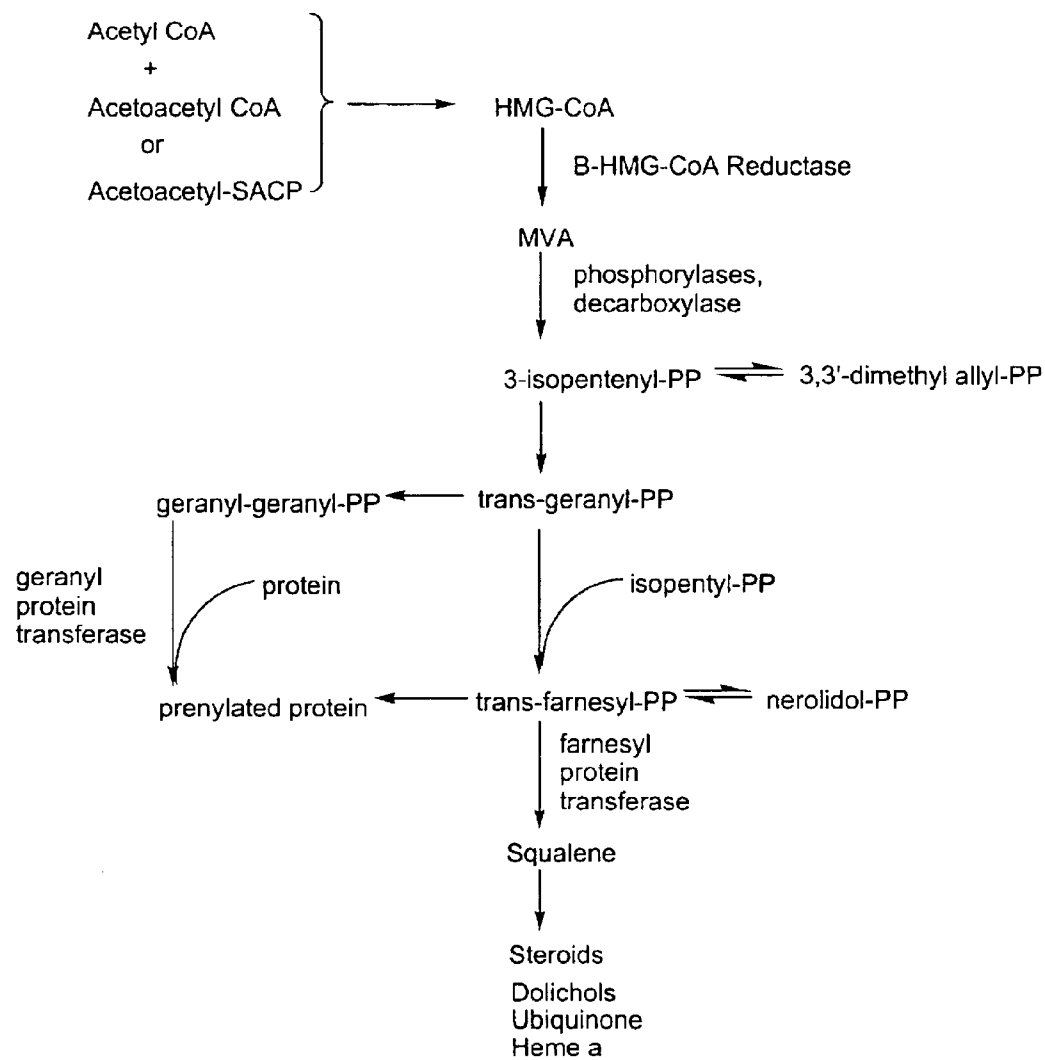 Acetyl CoA
+
Acetoacetyl CoA
or
Acetoacetyl-SACP
HMG-CoA
B-HMG-CoA Reductase
MVA
phosphorylases,
decarboxylase
3-isopentenyl-PP
3,3'-dimethyl allyl-PP
geranyl-geranyl-PP
trans-geranyl-PP
geranyl
protein
transferase
protein
isopentyl-PP
prenylated protein
trans-farnesyl-PP
nerolidol-PP
farnesyl
protein
transferase
Squalene
Steroids
Dolichols
Ubiquinone
Heme a